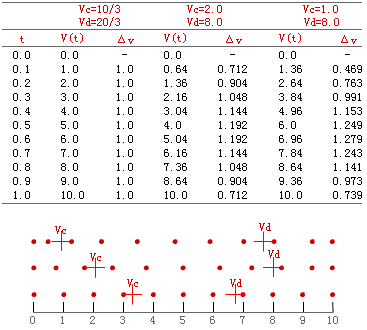 Vc=10/3 Vc=2.0 Vc=1.0
Vd=20/3 Vd=8.0 Vd=8.0
t V(t) Δv V(t) Δv V(t) Δv
0.0 0.0 – 0.0 – 0.0 –
0.1 1.0 1.0 0.64 0.712 1.36 0.469
0.2 2.0 1.0 1.36 0.904 2.64 0.763
0.3 3.0 1.0 2.16 1.048 3.84 0.991
0.4 4.0 1.0 3.04 1.144 4.96 1.153
0.5 5.0 1.0 4.0 1.192 6.0 1.249
0.6 6.0 1.0 5.04 1.192 6.96 1.279
0.7 7.0 1.0 6.16 1.144 7.84 1.243
0.8 8.0 1.0 7.36 1.048 8.64 1.141
0.9 9.0 1.0 8.64 0.904 9.36 0.973
1.0 10.0 1.0 10.0 0.712 10.0 0.739
Vc Vd
Vc Vd
Vc Vd
0 1 2 3 4 5 6 7 8 9 10